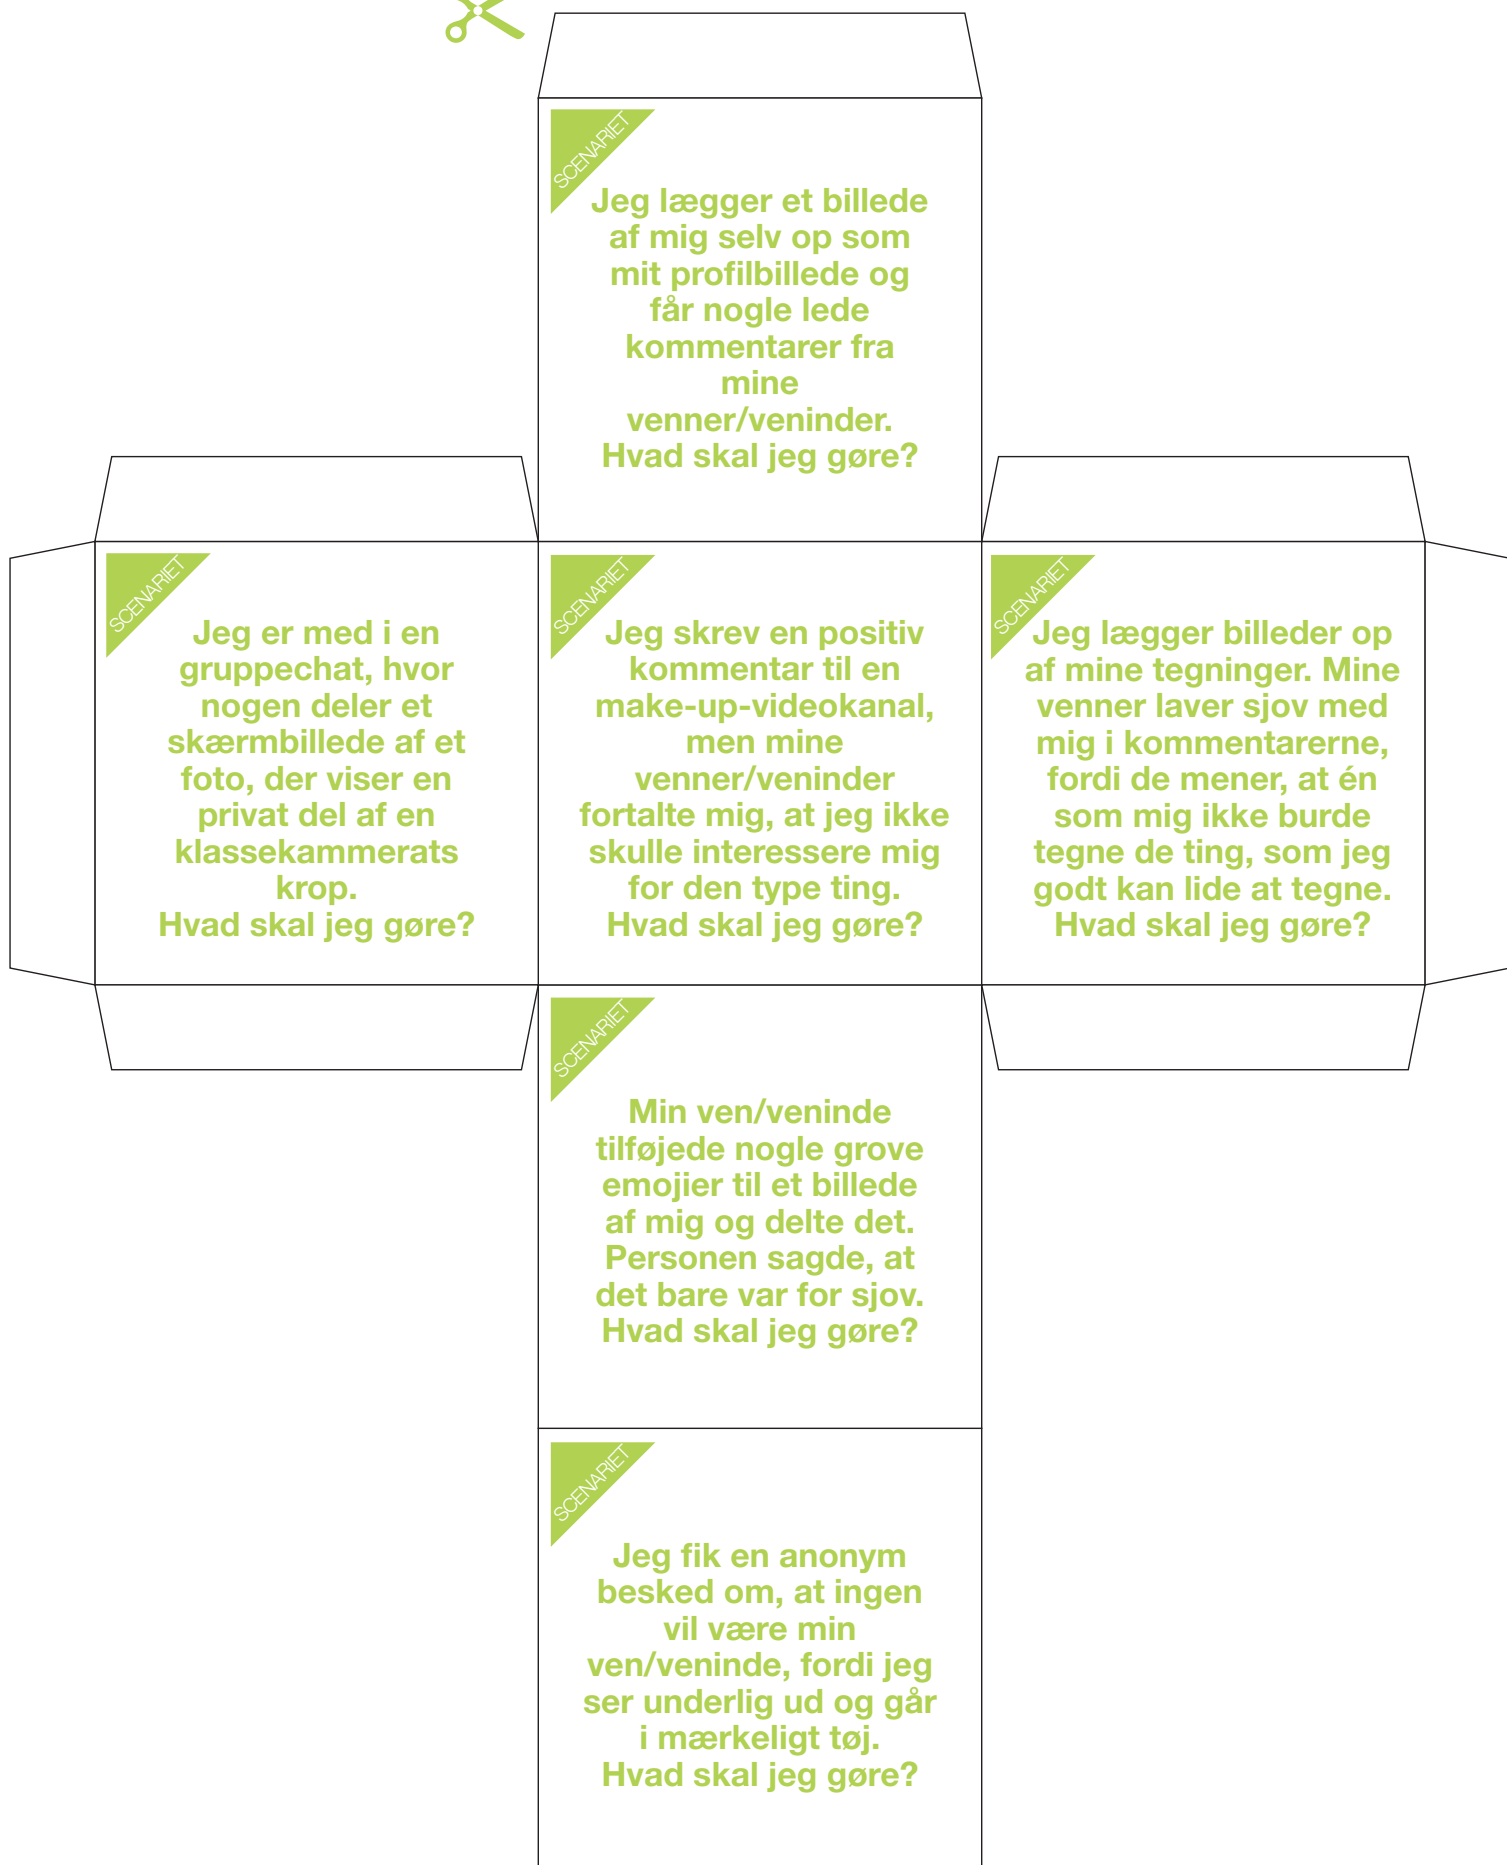 SCENARIET
Jeg lægger et billede
af mig selv op som
mit profilbillede og
får nogle lede
kommentarer fra
mine
venner/veninder.
Hvad skal jeg gøre?
SCENARIET
Jeg er med i en
gruppechat, hvor
nogen deler et
skærmbillede af et
foto, der viser en
privat del af en
klassekammerats
krop.
Hvad skal jeg gøre?
SCENARIET
Jeg skrev en positiv
kommentar til en
make-up-videokanal,
men mine
venner/veninder
fortalte mig, at jeg ikke
skulle interessere mig
for den type ting.
Hvad skal jeg gøre?
SCENARIET
Jeg lægger billeder op
af mine tegninger. Mine
venner laver sjov med
mig i kommentarerne,
fordi de mener, at én
som mig ikke burde
tegne de ting, som jeg
godt kan lide at tegne.
Hvad skal jeg gøre?
SCENARIET
Min ven/veninde
tilføjede nogle grove
emojier til et billede
af mig og delte det.
Personen sagde, at
det bare var for sjov.
Hvad skal jeg gøre?
SCENARIET
Jeg fik en anonym
besked om, at ingen
vil være min
ven/veninde, fordi jeg
ser underlig ud og går
i mærkeligt tøj.
Hvad skal jeg gøre?